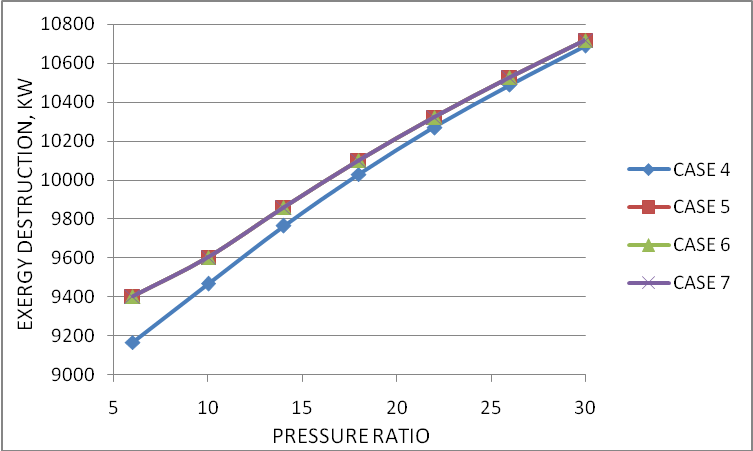 10800
10600
10400
10200
10000
9800
9600
9400
9200
9000
EXERGY DESTRUCTION, KW
5
10
15
20
25
30
PRESSURE RATIO
CASE 4
CASE 5
CASE 6
CASE 7